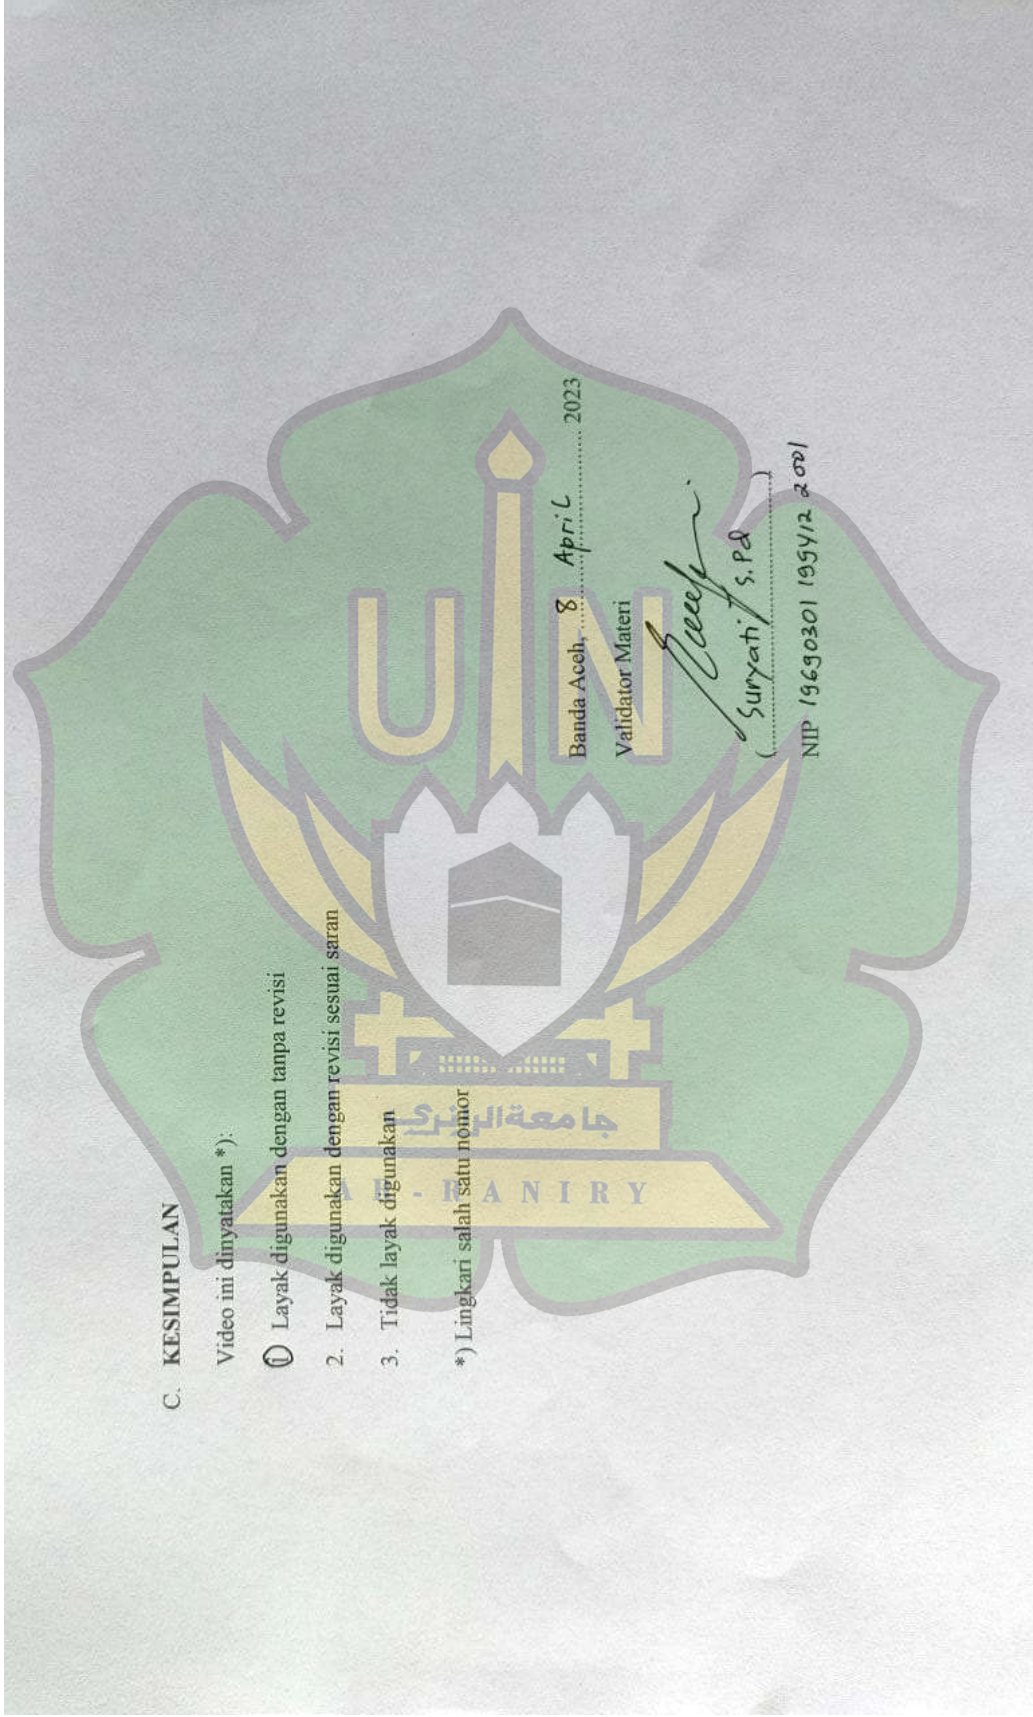 C. KESIMPULAN
Video ini dinyatakan *):
1 Layak digunakan dengan tanpa revisi
2. Layak digunakan dengan revisi sesuai saran
3. Tidak layak digunakan
*) Lingkari salah satu nomor
Banda Aceh, 8 April 2023
Validator Materi
( Suryati, S.Pd )
NIP 19690301 199412 2001
UIN
جامعة الرانري
AR-RANIRY